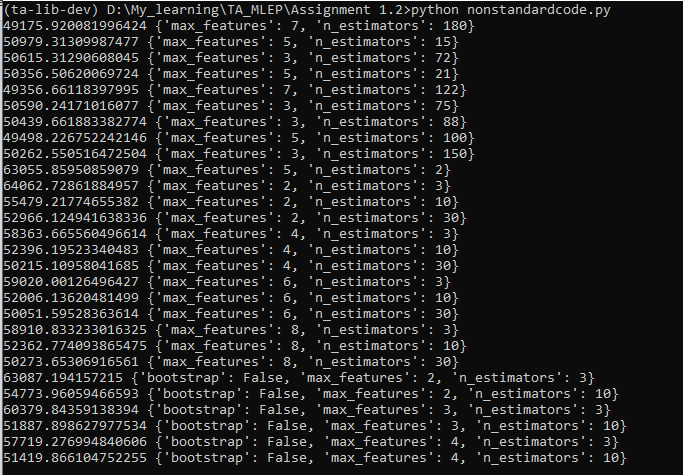 (ta-lib-dev) D:\My_learning\TA_MLEP\Assignment 1.2>python nonstandardcode.py
49175.920081996424 {'max_features': 7, 'n_estimators': 180}
50979.31309987477 {'max_features': 5, 'n_estimators': 15}
50615.31290608045 {'max_features': 3, 'n_estimators': 72}
50356.50620069724 {'max_features': 5, 'n_estimators': 21}
49356.66118397995 {'max_features': 7, 'n_estimators': 122}
50590.24171016077 {'max_features': 3, 'n_estimators': 75}
50439.661883382774 {'max_features': 3, 'n_estimators': 88}
49498.226752242146 {'max_features': 5, 'n_estimators': 100}
50262.550516472504 {'max_features': 3, 'n_estimators': 150}
63055.85950859079 {'max_features': 5, 'n_estimators': 2}
64062.72861884957 {'max_features': 2, 'n_estimators': 3}
55479.21774655382 {'max_features': 2, 'n_estimators': 10}
52966.124941638336 {'max_features': 2, 'n_estimators': 30}
58363.665560496614 {'max_features': 4, 'n_estimators': 3}
52396.19523340483 {'max_features': 4, 'n_estimators': 10}
50215.10958041685 {'max_features': 4, 'n_estimators': 30}
59020.00126496427 {'max_features': 6, 'n_estimators': 3}
52006.13620481499 {'max_features': 6, 'n_estimators': 10}
50051.59528363614 {'max_features': 6, 'n_estimators': 30}
58910.833233016325 {'max_features': 8, 'n_estimators': 3}
52362.774093865475 {'max_features': 8, 'n_estimators': 10}
50273.65306916561 {'max_features': 8, 'n_estimators': 30}
63087.194157215 {'bootstrap': False, 'max_features': 2, 'n_estimators': 3}
54773.96059466593 {'bootstrap': False, 'max_features': 2, 'n_estimators': 10}
60379.84359138394 {'bootstrap': False, 'max_features': 3, 'n_estimators': 3}
51887.898627977534 {'bootstrap': False, 'max_features': 3, 'n_estimators': 10}
57719.276994840606 {'bootstrap': False, 'max_features': 4, 'n_estimators': 3}
51419.866104752255 {'bootstrap': False, 'max_features': 4, 'n_estimators': 10}